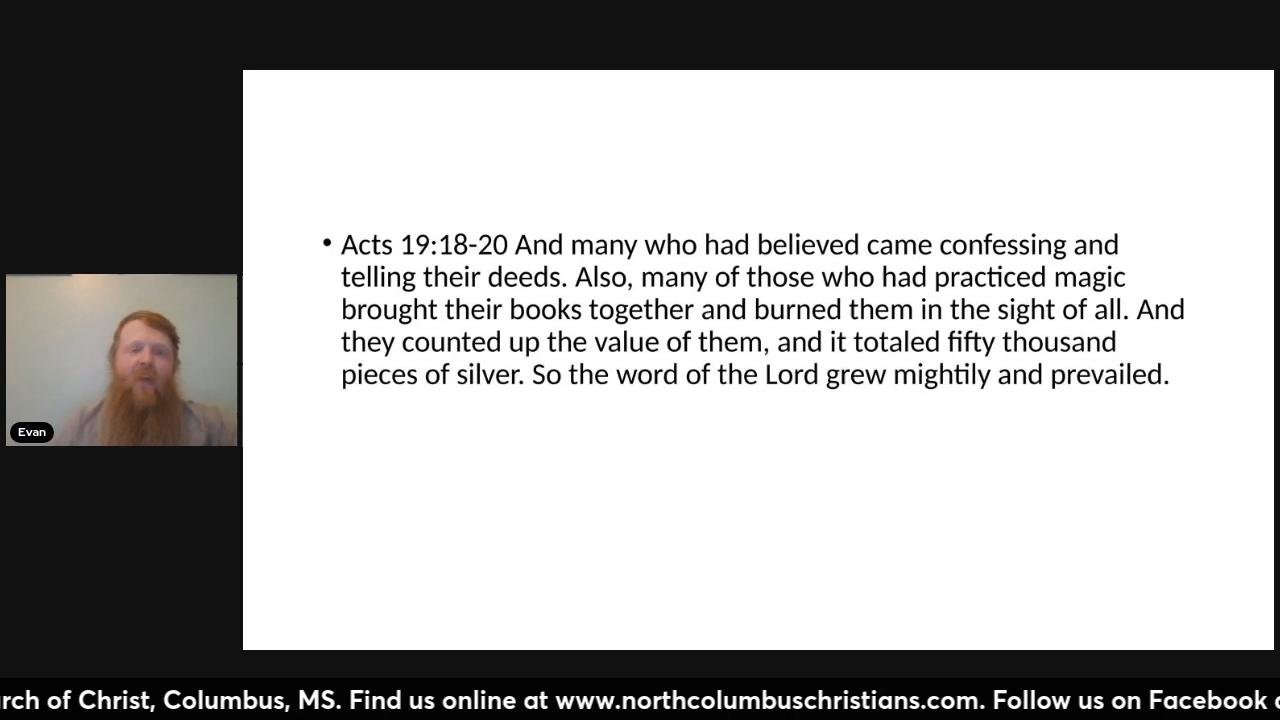 • Acts 19:18-20 And many who had believed came confessing and
telling their deeds. Also, many of those who had practiced magic
brought their books together and burned them in the sight of all. And
they counted up the value of them, and it totaled fifty thousand
pieces of silver. So the word of the Lord grew mightily and prevailed.
Evan
rch of Christ, Columbus, MS. Find us online at www.northcolumbuschristians.com. Follow us on Facebook